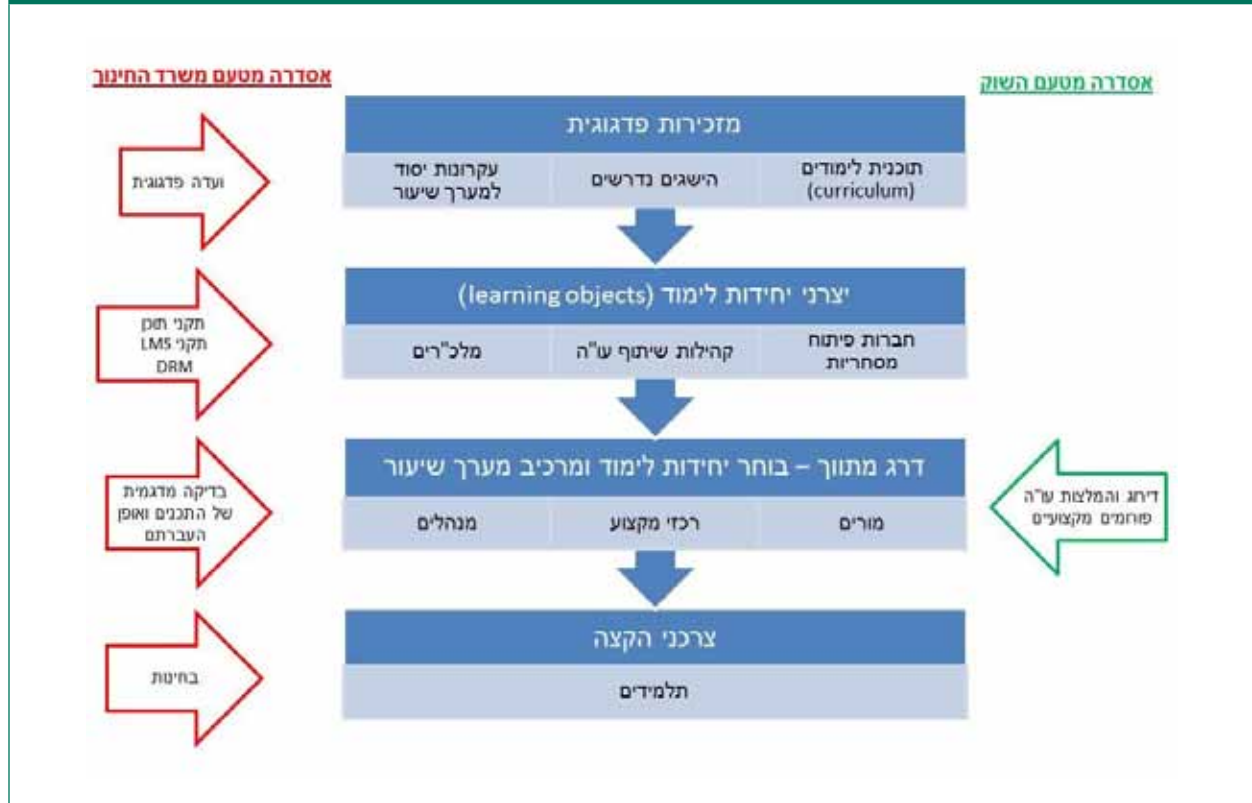 אסדרה מטעם השוק
אסדרה מטעם משרד החינוך
מזכירות פדגוגית
תוכנית לימודים
(curriculum)
הישגים נדרשים
עקרונות יסוד
למערך שיעור
ועדה פדגוגית
יצרני יחידות לימוד (learning objects)
חברות פיתוח
מסחריות
קהילות שיתוף עו"ה
מלכ"רים
תקני תוכן
תקני LMS
DRM
דרג מתווך – בוחר יחידות לימוד ומרכיב מערך שיעור
מורים
רכזי מקצוע
מנהלים
דירוג והמלצות עו"ה
פורומים מקצועיים
בדיקה מדגמית
של התכנים ואופן
העברתם
צרכני הקצה
תלמידים
בחינות